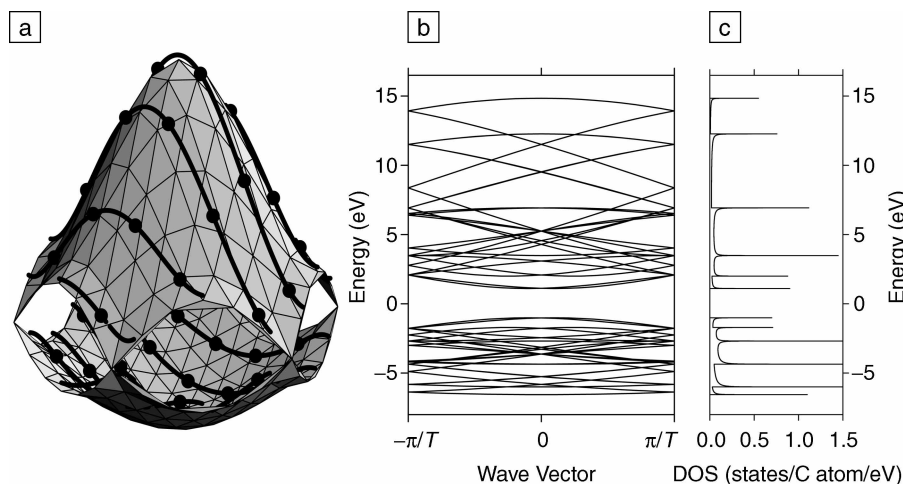 a
b
c
15
10
5
0
−5
Energy (eV)
−π/T
0
π/T
Wave Vector
15
10
5
0
−5
Energy (eV)
0.0 0.5 1.0 1.5
DOS (states/C atom/eV)